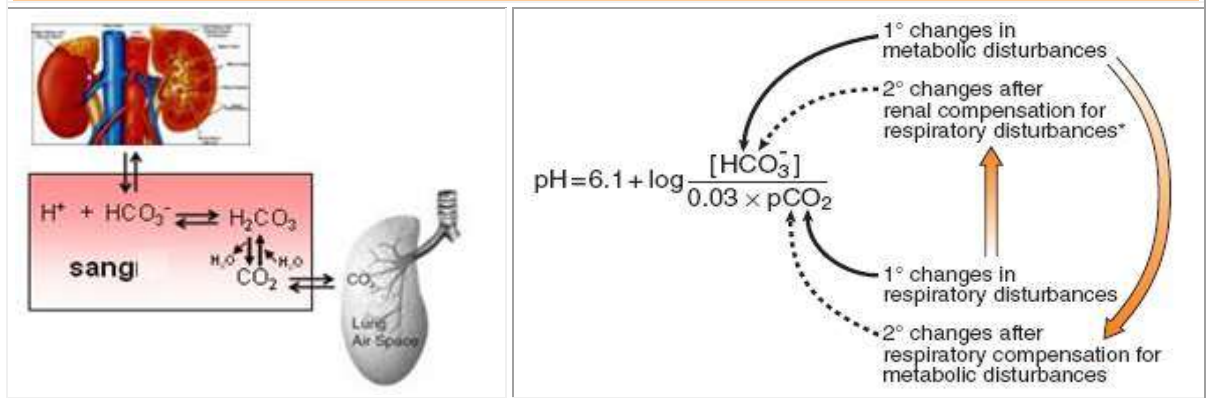 H⁺ + HCO₃⁻ ⇌ H₂CO₃
H₂O H₂O
sang
CO₂
CO₂
Lung
Air Space
1° changes in
metabolic disturbances
2° changes after
renal compensation for
respiratory disturbances*
pH=6.1+log [HCO₃⁻]
0.03 × pCO₂
1° changes in
respiratory disturbances
2° changes after
respiratory compensation for
metabolic disturbances